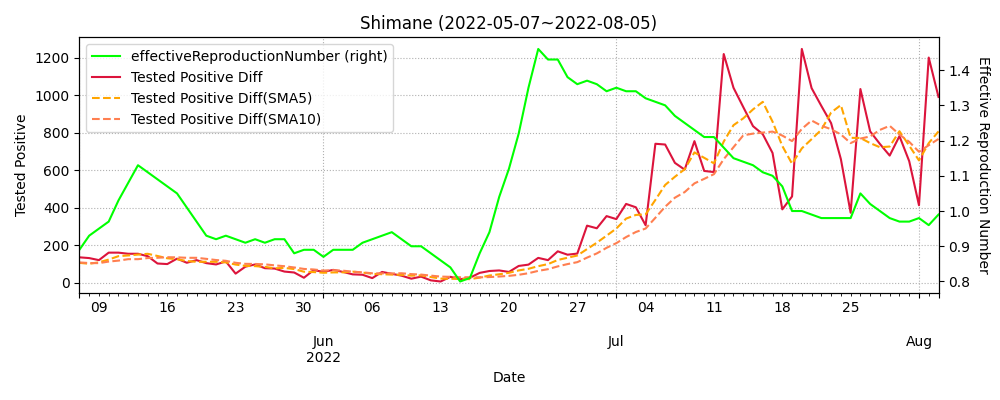 Shimane (2022-05-07~2022-08-05)
effectiveReproductionNumber (right)
Tested Positive Diff
Tested Positive Diff(SMA5)
Tested Positive Diff(SMA10)
Tested Positive
1200
1000
800
600
400
200
0
Effective Reproduction Number
1.4
1.3
1.2
1.1
1.0
0.9
0.8
09 16 23 30 06 13 20 27 04 11 18 25
Jun Jul Aug
2022
Date